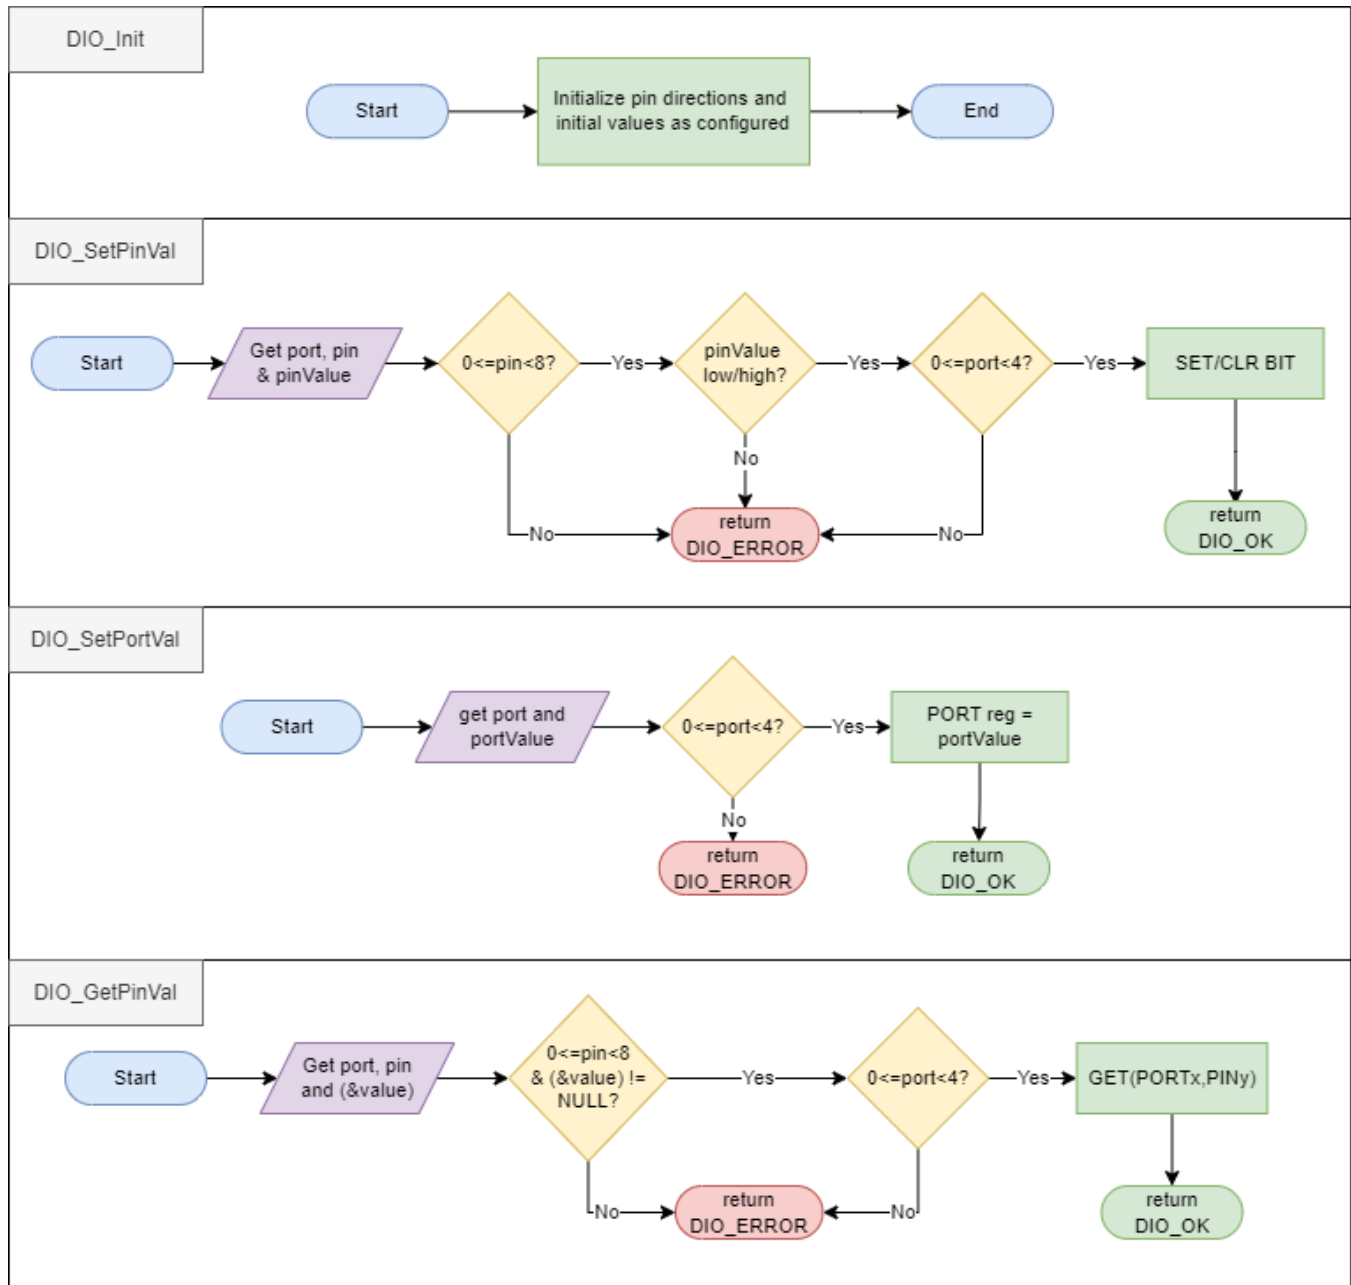 DIO_Init
Start
Initialize pin directions and
initial values as configured
End
DIO_SetPinVal
Start
Get port, pin
& pinValue
0<=pin<8?
Yes
pinValue
low/high?
Yes
0<=port<4?
Yes
SET/CLR BIT
No
No
No
return
DIO_ERROR
return
DIO_OK
DIO_SetPortVal
Start
get port and
portValue
0<=port<4?
Yes
PORT reg =
portValue
No
return
DIO_ERROR
return
DIO_OK
DIO_GetPinVal
Start
Get port, pin
and (&value)
0<=pin<8
& (&value) !=
NULL?
Yes
0<=port<4?
Yes
GET(PORTx,PINy)
No
No
return
DIO_ERROR
return
DIO_OK